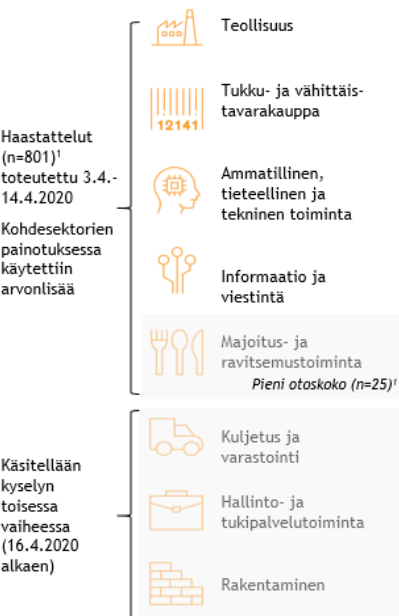 Haastattelut
(n=801)¹
toteutettu 3.4.-
14.4.2020
Kohdesektorien
painotuksessa
käytettiin
arvonlisää
Teollisuus
12141
Tukku- ja vähittäis-
tavarakauppa
Ammatillinen,
tieteellinen ja
tekninen toiminta
Informaatio ja
viestintä
Majoitus- ja
ravitsemustoiminta
Pieni otoskoko (n=25)¹
Käsitellään
kyselyn
toisessa
vaiheessa
(16.4.2020
alkaen)
Kuljetus ja
varastointi
Hallinto- ja
tukipalvelutoiminta
Rakentaminen